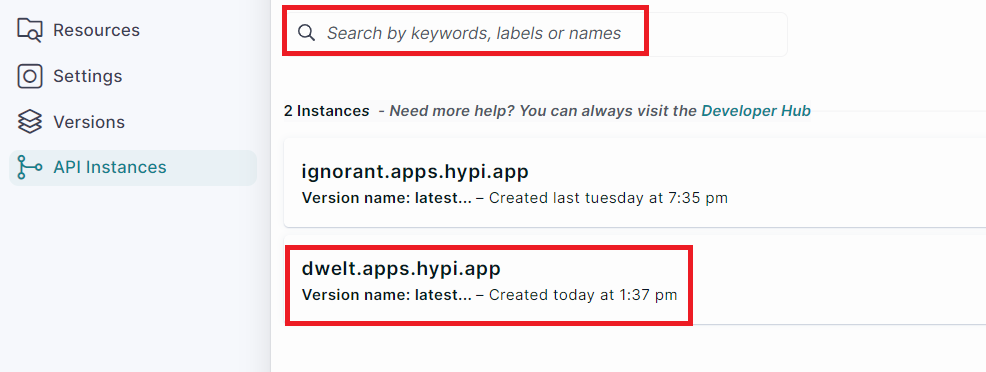 Resources
Settings
Versions
API Instances
Search by keywords, labels or names
2 Instances - Need more help? You can always visit the Developer Hub
ignorant.apps.hypi.app
Version name: latest... – Created last tuesday at 7:35 pm
dwelt.apps.hypi.app
Version name: latest... – Created today at 1:37 pm